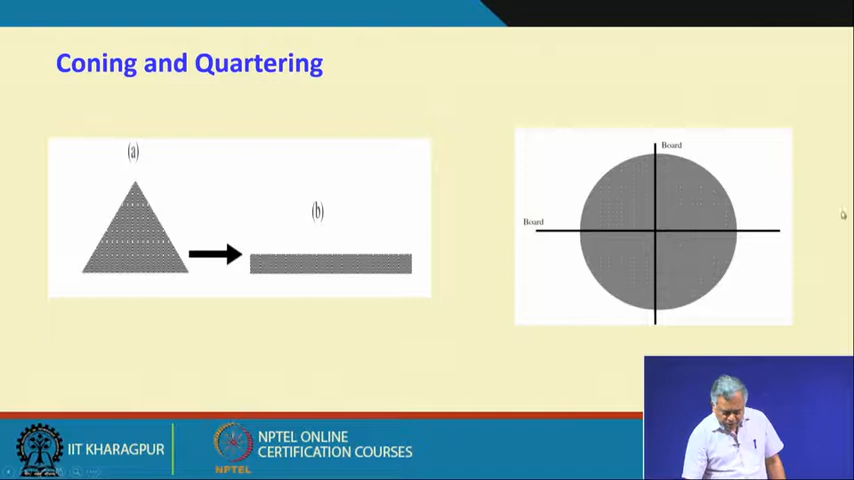 Coning and Quartering
(a)
(b)
Board
Board
IIT KHARAGPUR
NPTEL
NPTEL ONLINE
CERTIFICATION COURSES